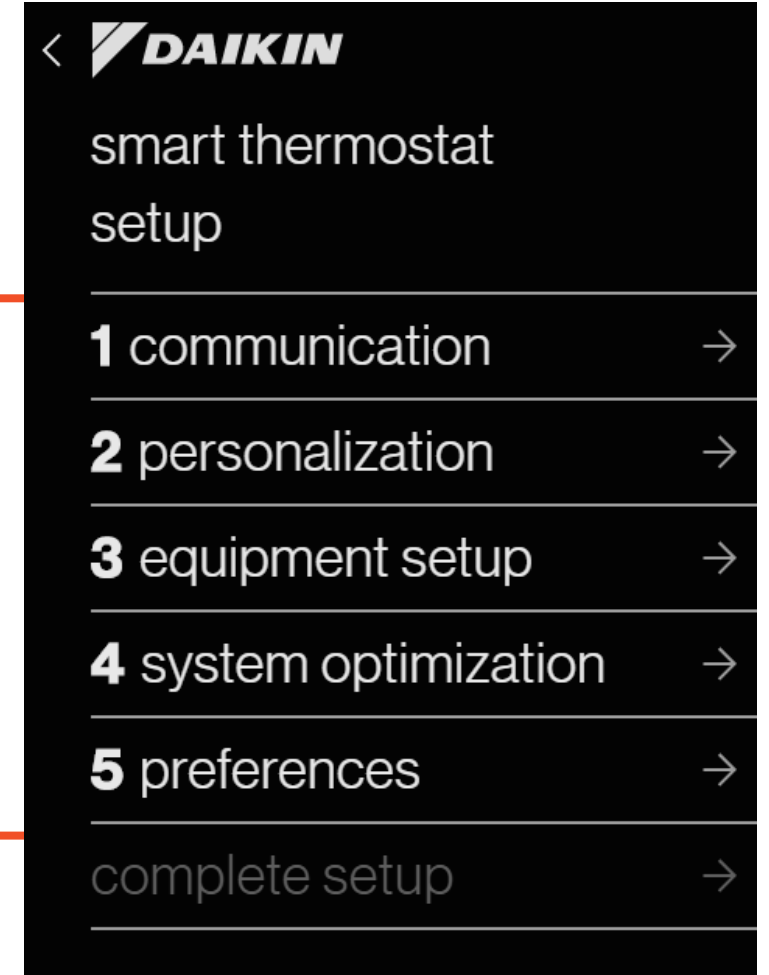 DAIKIN
smart thermostat
setup
1 communication
2 personalization
3 equipment setup
4 system optimization
5 preferences
complete setup